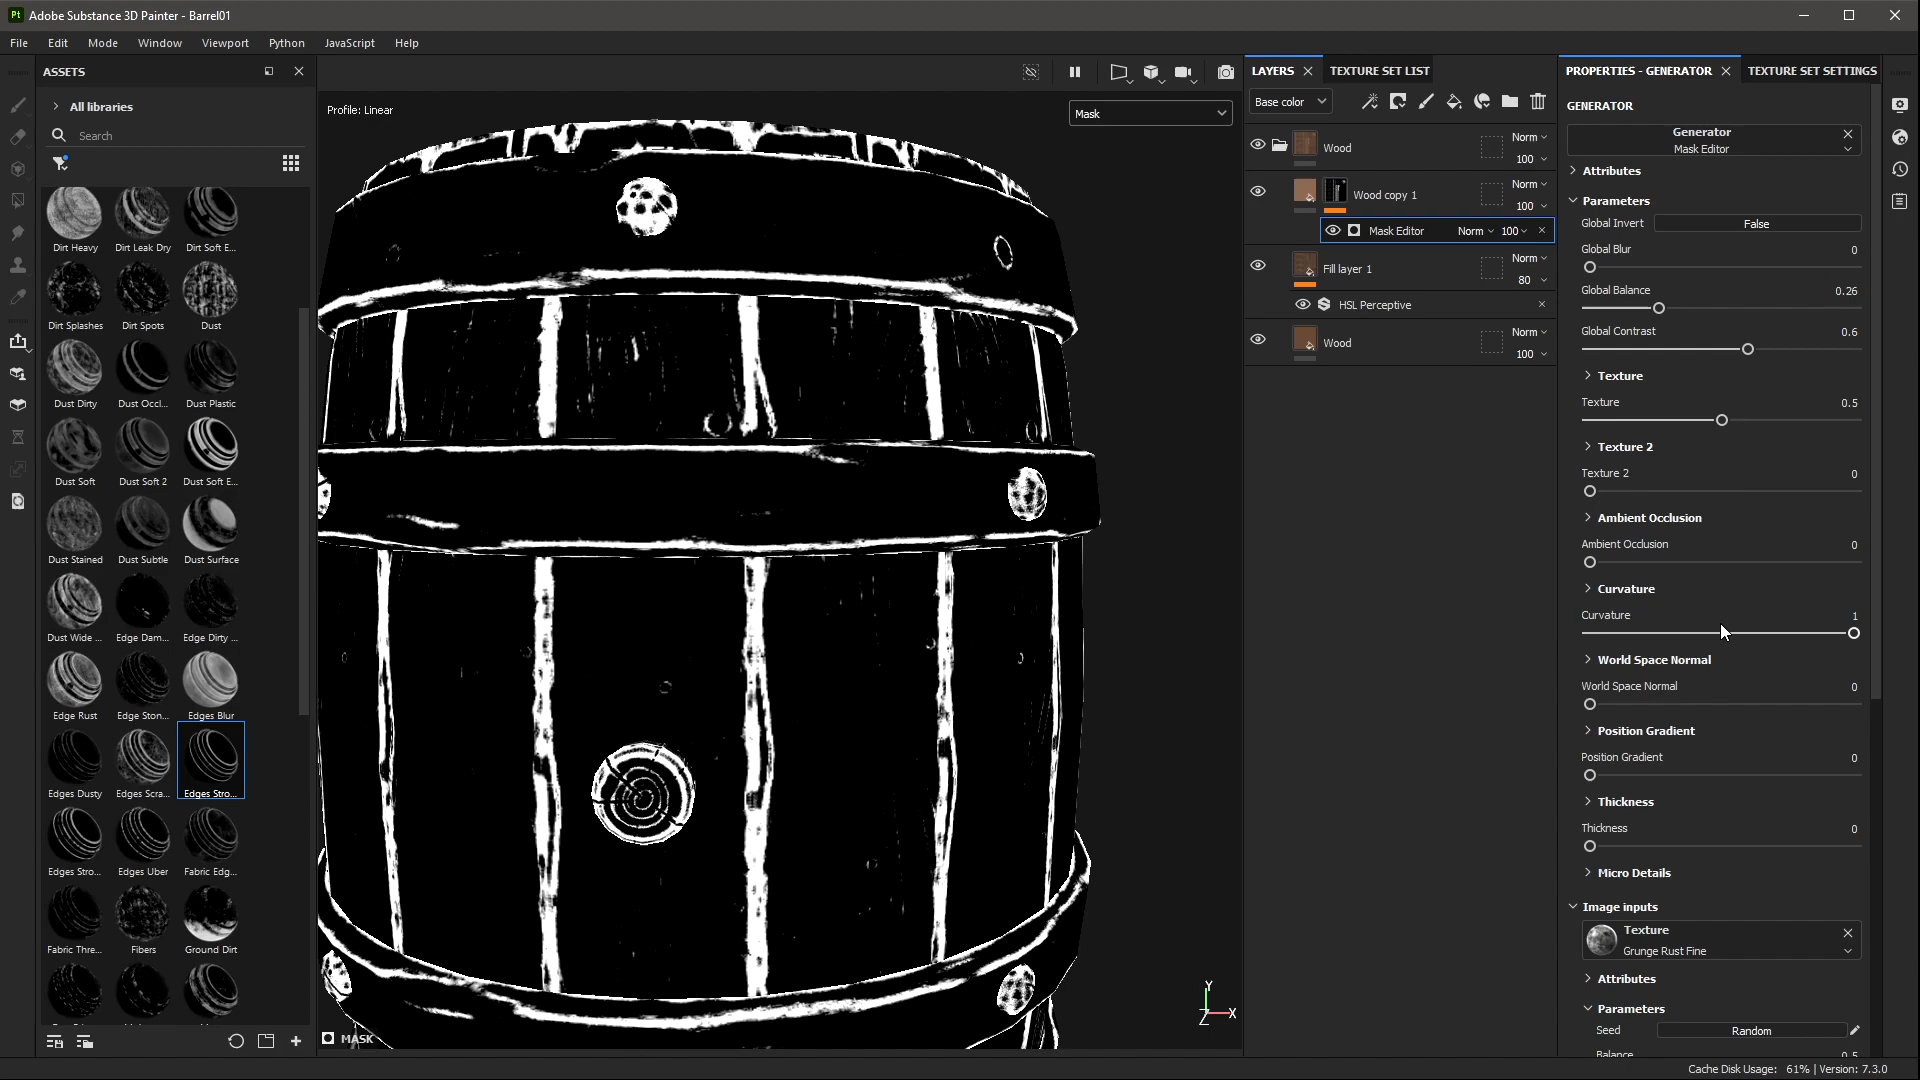 Pt Adobe Substance 3D Painter - Barrel01
File Edit Mode Window Viewport Python JavaScript Help
ASSETS
All libraries
Search
Dirt Heavy Dirt Leak Dry Dirt Soft E...
Dirt Splashes Dirt Spots Dust
Dust Dirty Dust Occl... Dust Plastic
Dust Soft Dust Soft 2 Dust Soft E...
Dust Stained Dust Subtle Dust Surface
Dust Wide ... Edge Dam... Edge Dirty ...
Edge Rust Edge Ston... Edges Blur
Edges Dusty Edges Scra... Edges Stro...
Edges Stro... Edges Uber Fabric Edg...
Fabric Thre... Fibers Ground Dirt
Profile: Linear
Mask
Y
Z X
MASK
LAYERS TEXTURE SET LIST
Base color
Wood Norm
100
Wood copy 1 Norm
100
Mask Editor Norm 100
Fill layer 1 Norm
80
HSL Perceptive
Wood Norm
100
PROPERTIES - GENERATOR TEXTURE SET SETTINGS
GENERATOR
Generator
Mask Editor
Attributes
Parameters
Global Invert False
Global Blur 0
Global Balance 0.26
Global Contrast 0.6
Texture
Texture 0.5
Texture 2
Texture 2 0
Ambient Occlusion
Ambient Occlusion 0
Curvature
Curvature 1
World Space Normal
World Space Normal 0
Position Gradient
Position Gradient 0
Thickness
Thickness 0
Micro Details
Image inputs
Texture
Grunge Rust Fine
Attributes
Parameters
Seed Random
Balance 0.5
Cache Disk Usage: 61% | Version: 7.3.0